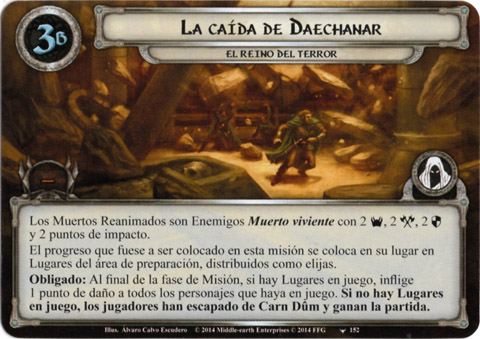 3B
LA CAÍDA DE DAECHANAR
EL REINO DEL TERROR
–
Los Muertos Reanimados son Enemigos Muerto viviente con 2 , 2 , 2
y 2 puntos de impacto.
El progreso que fuese a ser colocado en esta misión se coloca en su lugar en
Lugares del área de preparación, distribuidos como elijas.
Obligado: Al final de la fase de Misión, si hay Lugares en juego, inflige
1 punto de daño a todos los personajes que haya en juego. Si no hay Lugares
en juego, los jugadores han escapado de Carn Dûm y ganan la partida.
Illus. Álvaro Calvo Escudero © 2014 Middle-earth Enterprises © 2014 FFG 152